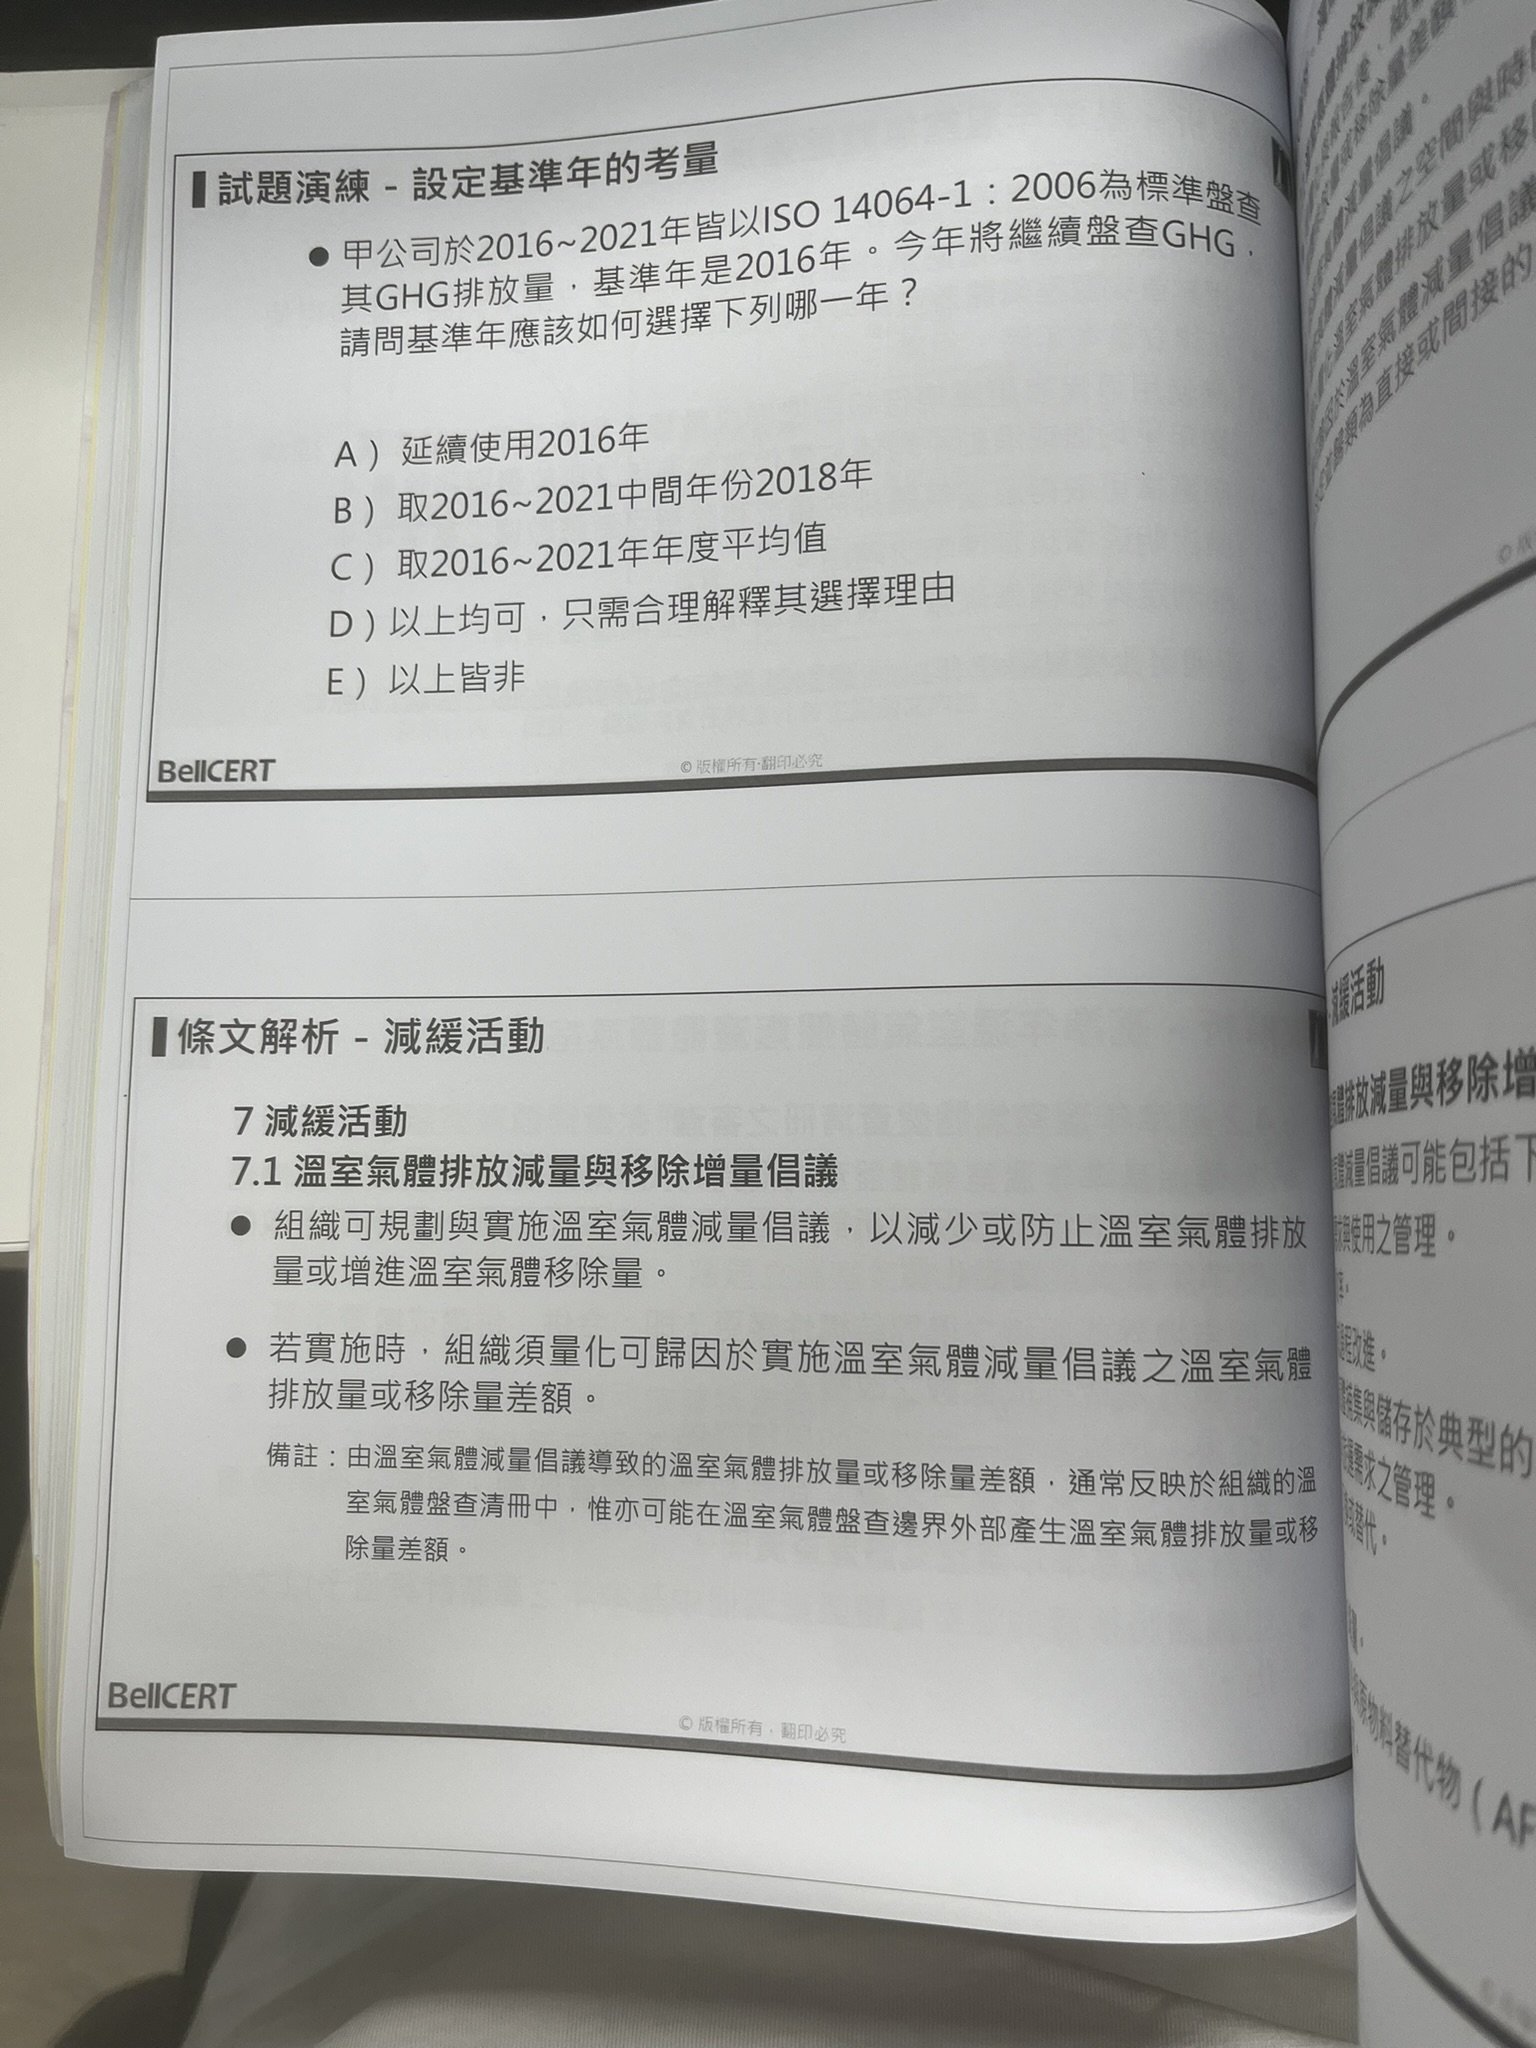 試題演練 - 設定基準年的考量
● 甲公司於2016~2021年皆以ISO 14064-1：2006為標準盤查
其GHG排放量，基準年是2016年。今年將繼續盤查GHG，
請問基準年應該如何選擇下列哪一年？
A） 延續使用2016年
B） 取2016~2021中間年份2018年
C） 取2016~2021年年度平均值
D）以上均可，只需合理解釋其選擇理由
E） 以上皆非
BellCERT
© 版權所有‧翻印必究
條文解析 - 減緩活動
7 減緩活動
7.1 溫室氣體排放減量與移除增量倡議
● 組織可規劃與實施溫室氣體減量倡議，以減少或防止溫室氣體排放
量或增進溫室氣體移除量。
● 若實施時，組織須量化可歸因於實施溫室氣體減量倡議之溫室氣體
排放量或移除量差額。
備註：由溫室氣體減量倡議導致的溫室氣體排放量或移除量差額，通常反映於組織的溫
室氣體盤查清冊中，惟亦可能在溫室氣體盤查邊界外部產生溫室氣體排放量或移
除量差額。
BellCERT
© 版權所有，翻印必究
減緩活動
體排放減量與移除增
減量倡議可能包括下
使用之管理。
程改進。
捕集與儲存於典型的
需求之管理。
或替代。
原物料替代物（AF